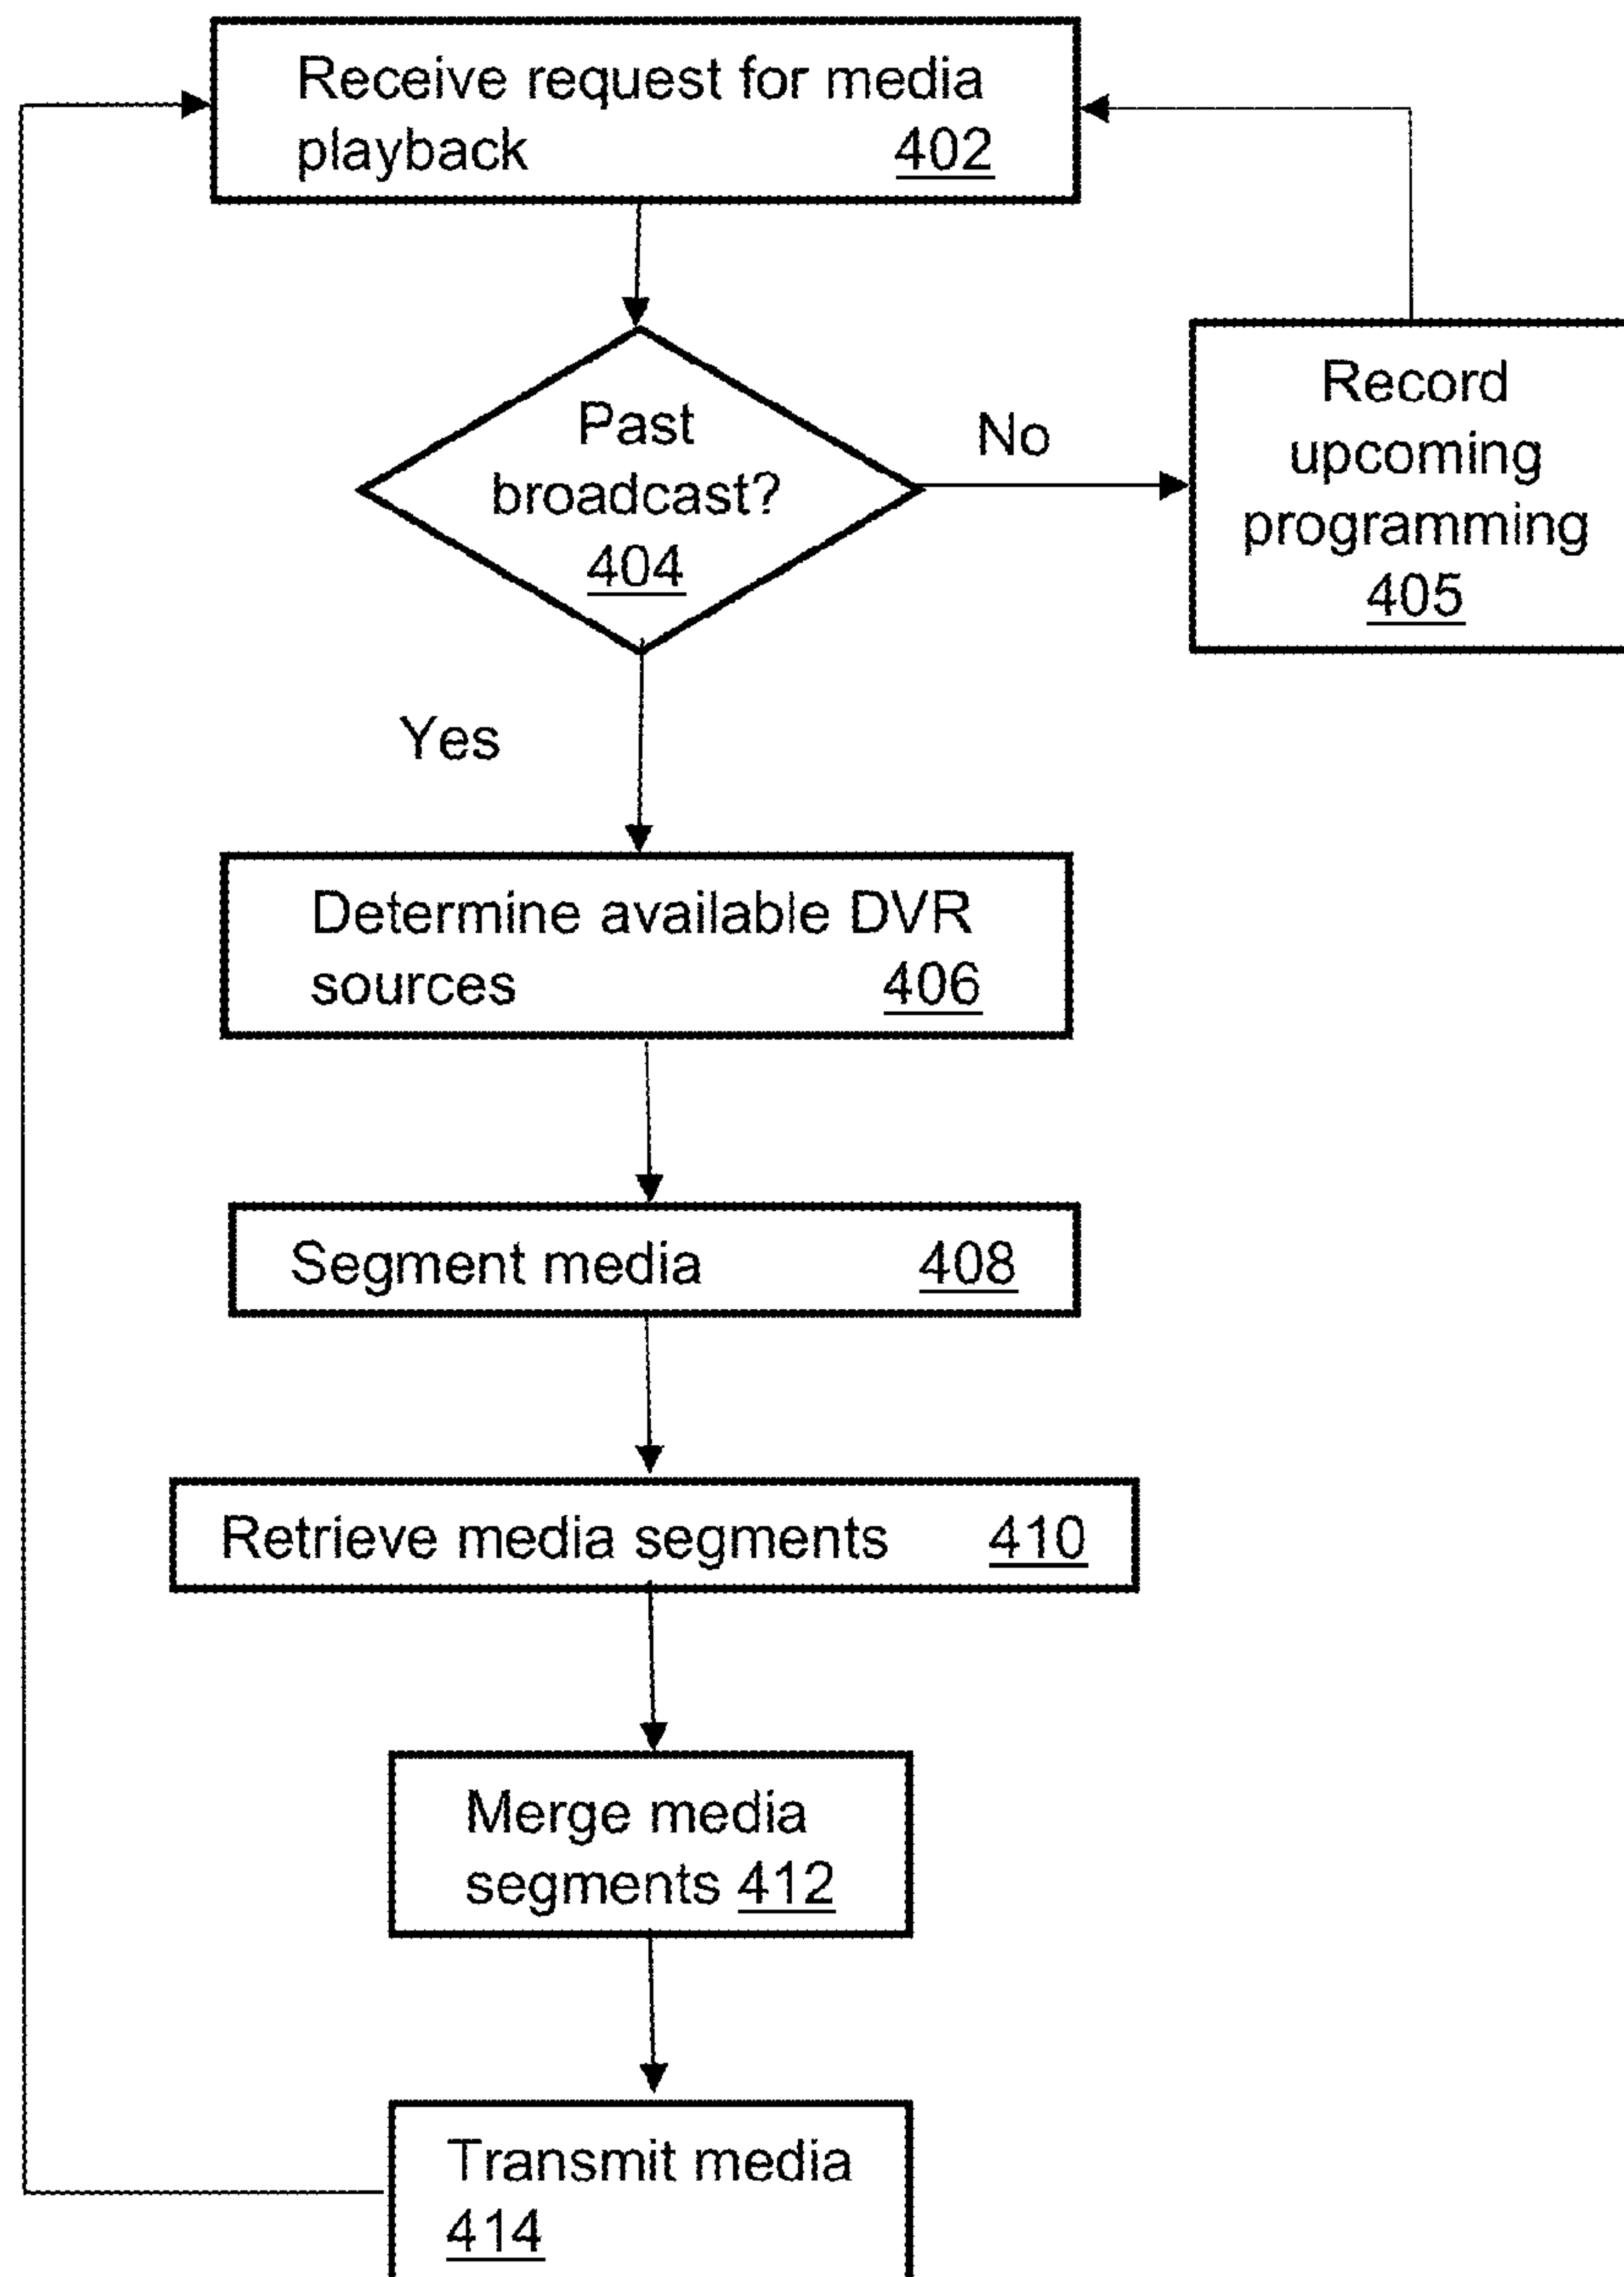 Receive request for media
playback 402
Past
broadcast?
404
No
Record
upcoming
programming
405
Yes
Determine available DVR
sources 406
Segment media 408
Retrieve media segments 410
Merge media
segments 412
Transmit media
414